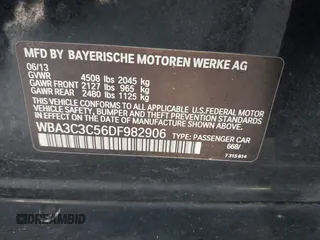 MFD BY BAYERISCHE MOTOREN WERKE AG
06/13
GVWR 4508 lbs 2045 kg
GAWR FRONT 2127 lbs 965 kg
GAWR REAR 2480 lbs 1125 kg
THIS VEHICLE CONFORMS TO ALL APPLICABLE U.S.FEDERAL MOTOR
VEHICLE SAFETY, BUMPER AND THEFT PREVENTION
STANDARDS IN EFFECT ON THE DATE OF MANUFACTURE SHOWN ABOVE.
WBA3C3C56DF982906 TYPE: PASSENGER CAR
668/
7 315 814
DREAMBID